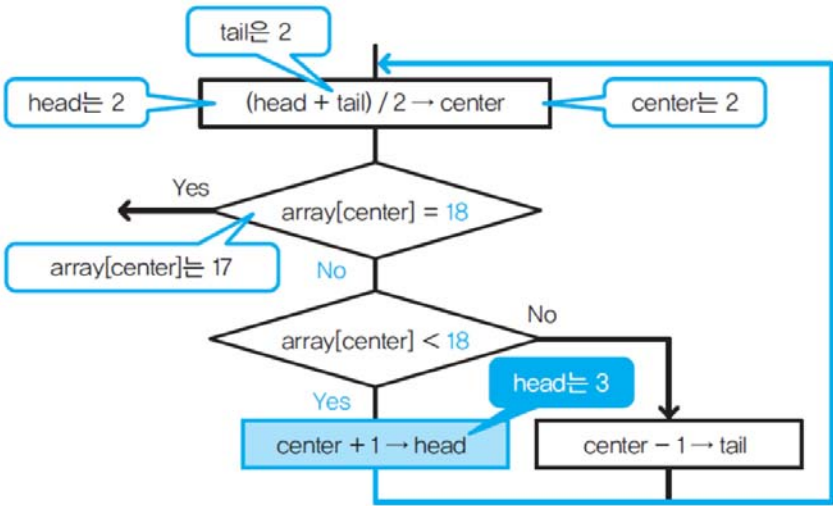 tail은 2
head는 2
(head + tail) / 2 → center
center는 2
Yes
array[center] = 18
array[center]는 17
No
array[center] < 18
No
head는 3
Yes
center + 1 → head
center − 1 → tail